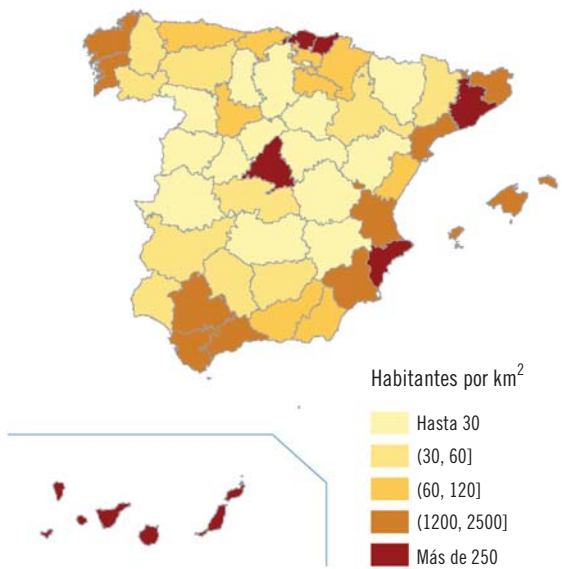 Habitantes por km²
Hasta 30
(30, 60]
(60, 120]
(1200, 2500]
Más de 250